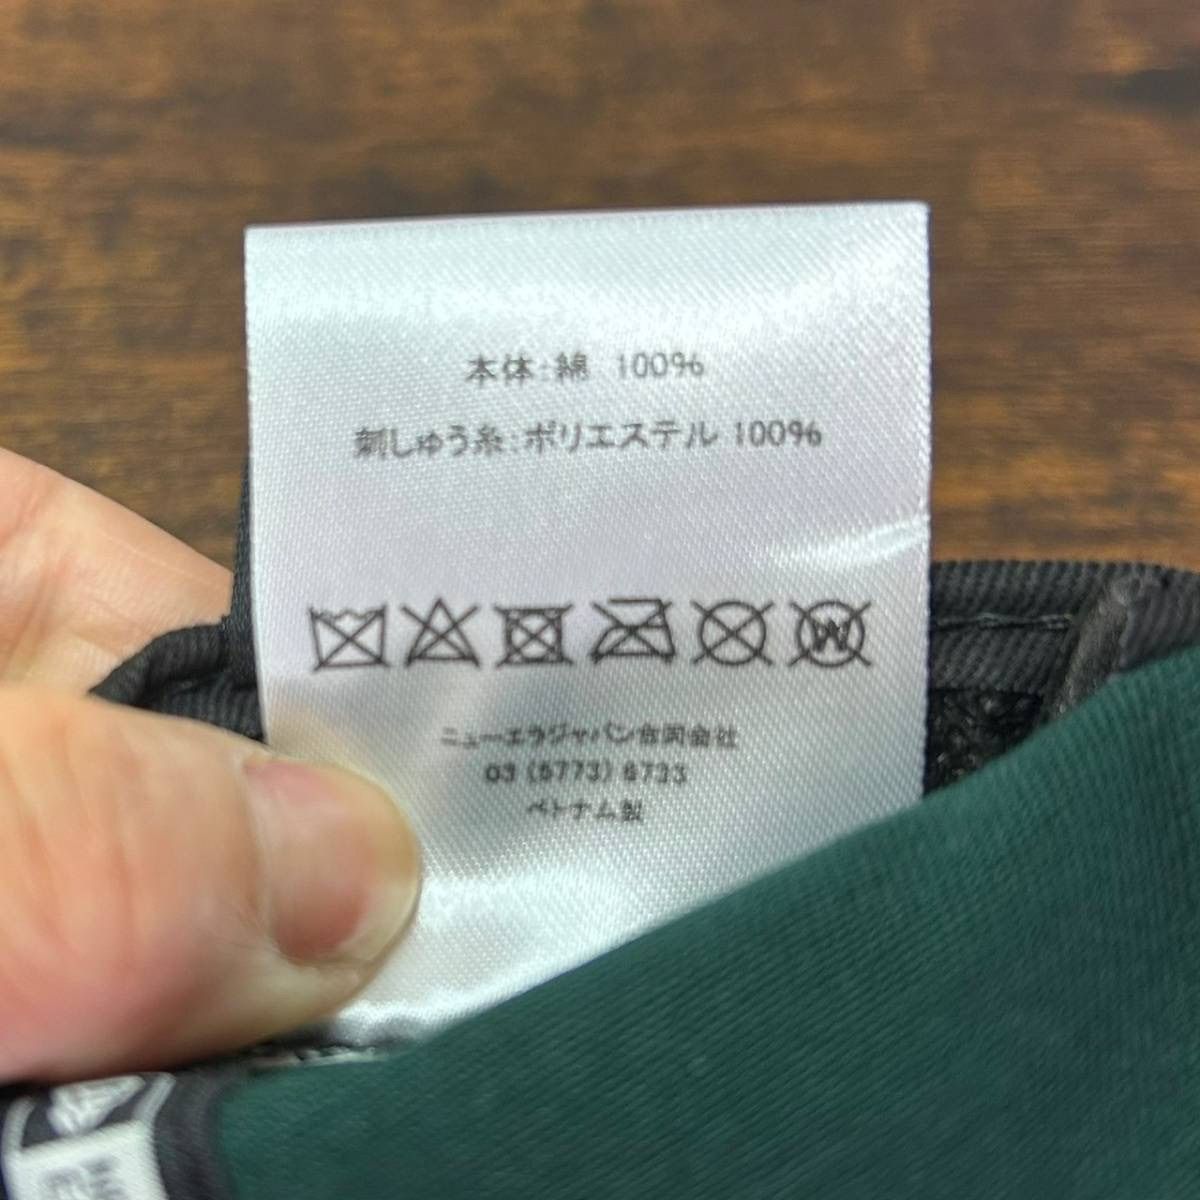 本体:綿 100%
刺しゅう糸:ポリエステル 100%
W
ニューエラジャパン合同会社
03 (5773) 5733
ベトナム製